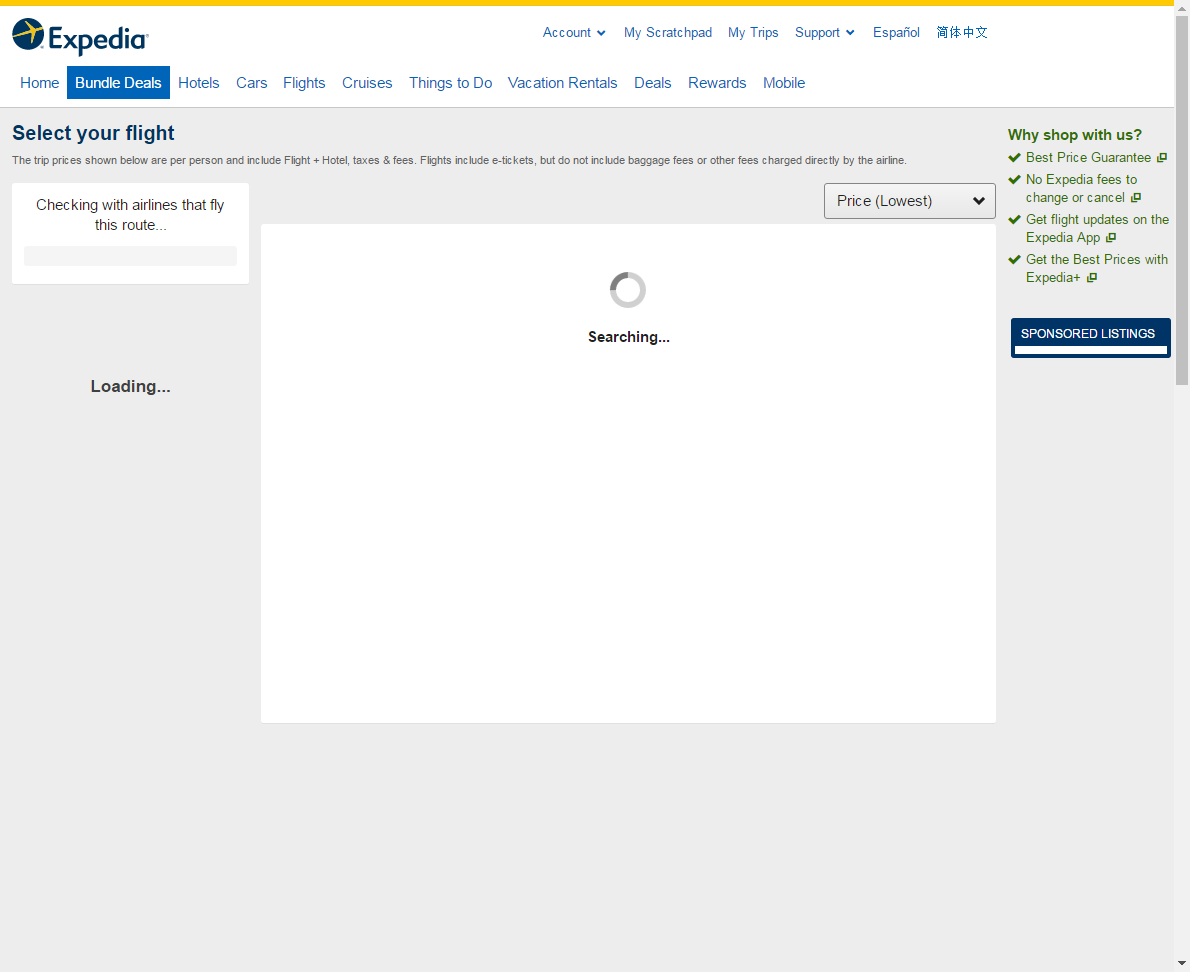 Expedia
Account
My Scratchpad
My Trips
Support
Español
简体中文
Home
Bundle Deals
Hotels
Cars
Flights
Cruises
Things to Do
Vacation Rentals
Deals
Rewards
Mobile
Select your flight
The trip prices shown below are per person and include Flight + Hotel, taxes & fees. Flights include e-tickets, but do not include baggage fees or other fees charged directly by the airline.
Checking with airlines that fly
this route...
Loading...
Price (Lowest)
Searching...
Why shop with us?
Best Price Guarantee
No Expedia fees to
change or cancel
Get flight updates on the
Expedia App
Get the Best Prices with
Expedia+
SPONSORED LISTINGS